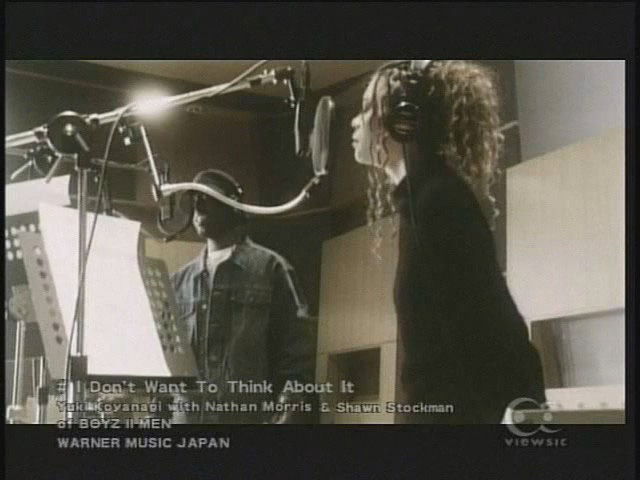 # I Don't Want To Think About It
Yuki Koyanagi with Nathan Morris & Shawn Stockman
of BOYZ II MEN
WARNER MUSIC JAPAN
VIEWSIC